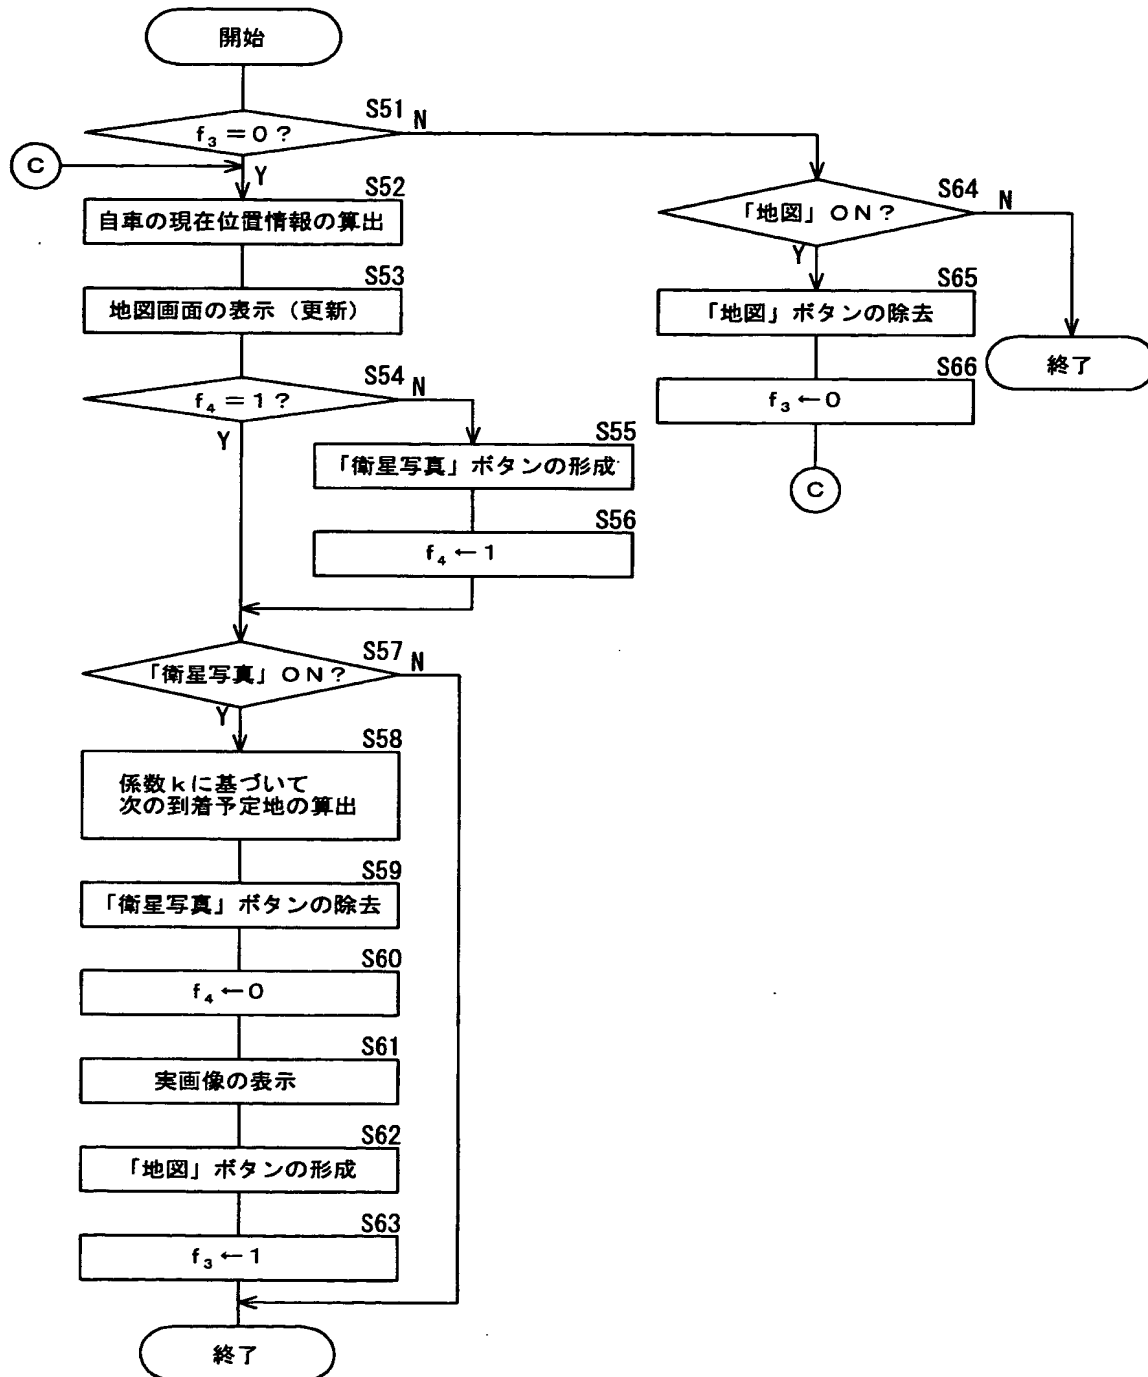 開始
S51
f₃＝0？
N
C
Y
S52
自車の現在位置情報の算出
S53
地図画面の表示（更新）
S54
f₄＝1？
N
Y
S55
「衛星写真」ボタンの形成
S56
f₄←1
S57
「衛星写真」ON？
N
Y
S58
係数kに基づいて
次の到着予定地の算出
S59
「衛星写真」ボタンの除去
S60
f₄←0
S61
実画像の表示
S62
「地図」ボタンの形成
S63
f₃←1
終了
S64
「地図」ON？
N
Y
S65
「地図」ボタンの除去
終了
S66
f₃←0
C